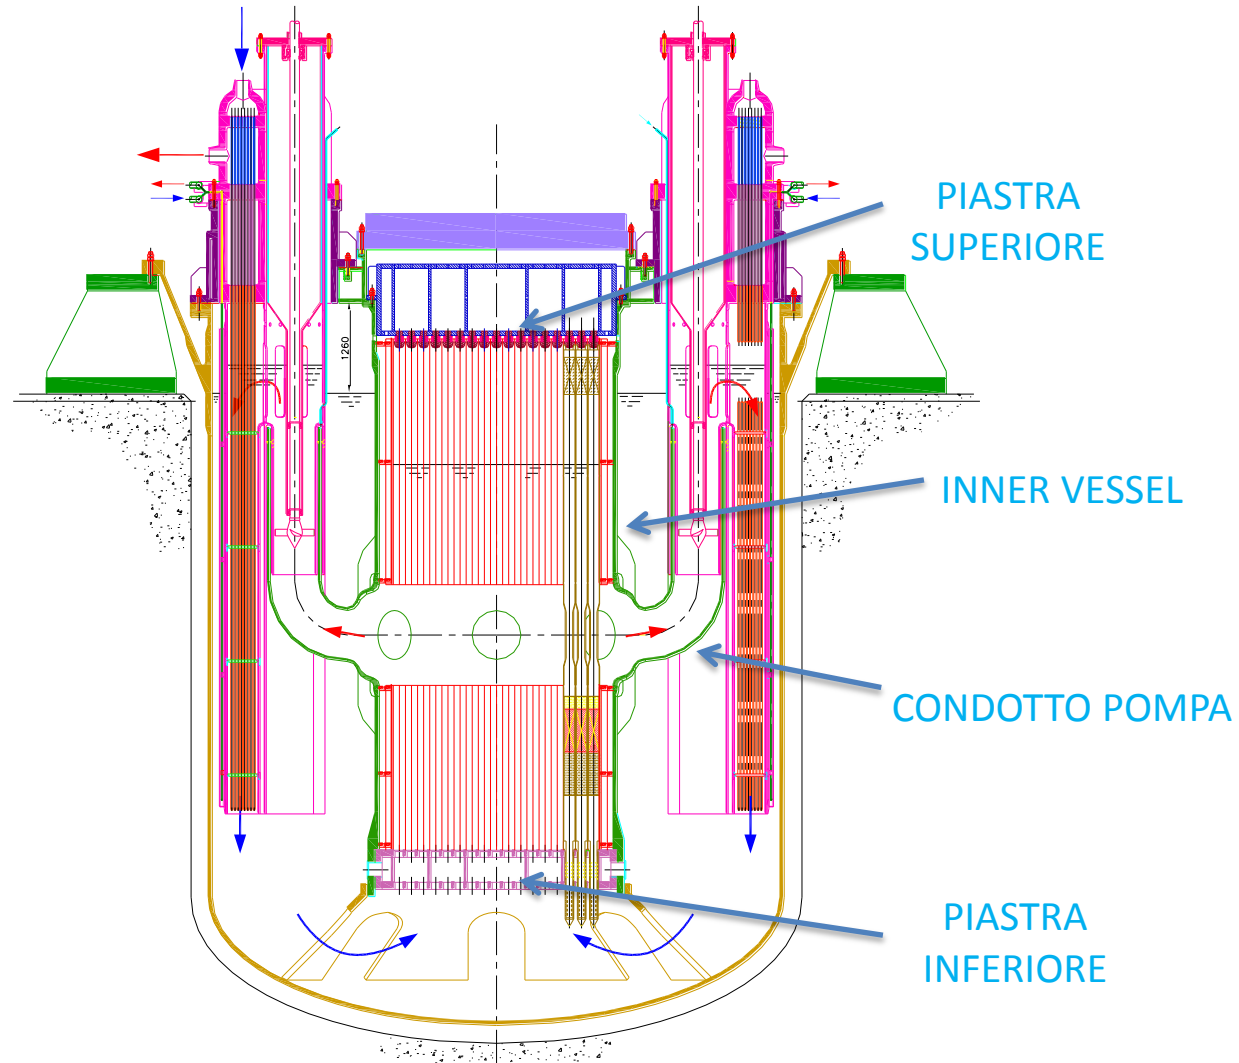 PIASTRA
SUPERIORE
1260
INNER VESSEL
CONDOTTO POMPA
PIASTRA
INFERIORE